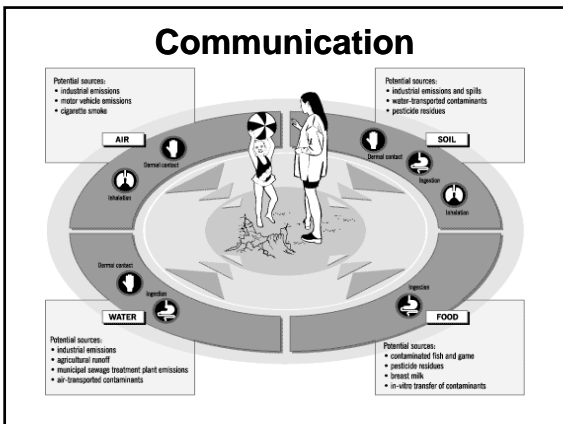 Communication
Potential sources:
• industrial emissions
• motor vehicle emissions
• cigarette smoke
AIR
Dermal contact
Inhalation
Potential sources:
• industrial emissions and spills
• water-transported contaminants
• pesticide residues
SOIL
Dermal contact
Ingestion
Inhalation
Dermal contact
Ingestion
WATER
Potential sources:
• industrial emissions
• agricultural runoff
• municipal sewage treatment plant emissions
• air-transported contaminants
Ingestion
FOOD
Potential sources:
• contaminated fish and game
• pesticide residues
• breast milk
• in-vitro transfer of contaminants